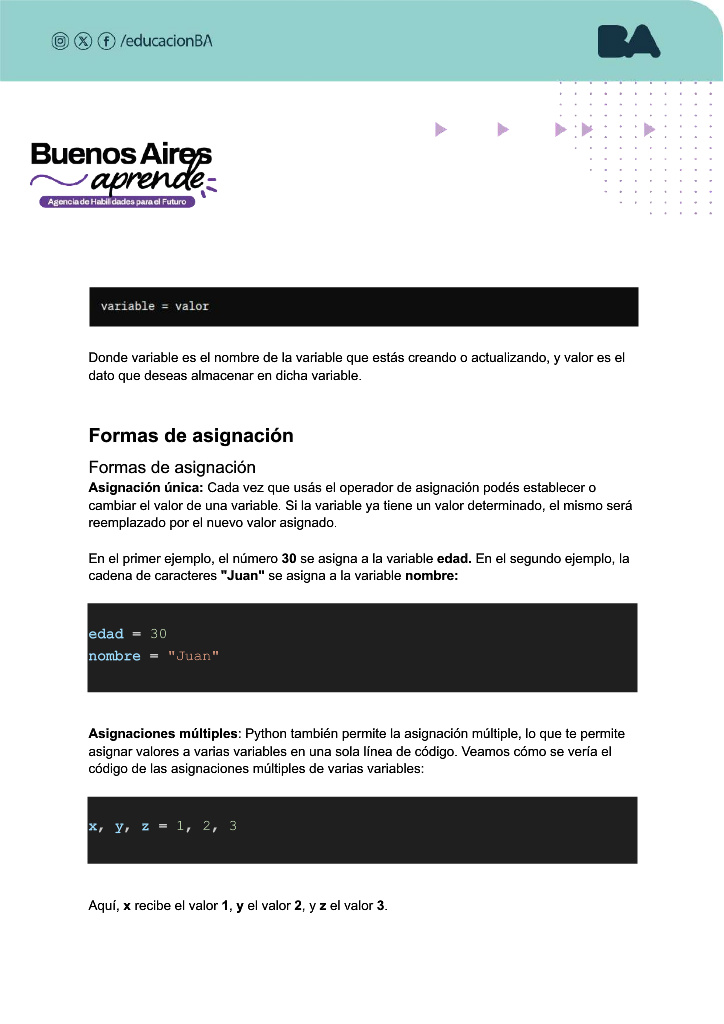 /educacionBA
BA
Buenos Aires
aprende
Agencia de Habilidades para el Futuro
variable = valor
Donde variable es el nombre de la variable que estás creando o actualizando, y valor es el
dato que deseas almacenar en dicha variable.
Formas de asignación
Formas de asignación
Asignación única: Cada vez que usás el operador de asignación podés establecer o
cambiar el valor de una variable. Si la variable ya tiene un valor determinado, el mismo será
reemplazado por el nuevo valor asignado.
En el primer ejemplo, el número 30 se asigna a la variable edad. En el segundo ejemplo, la
cadena de caracteres "Juan" se asigna a la variable nombre:
edad = 30
nombre = "Juan"
Asignaciones múltiples: Python también permite la asignación múltiple, lo que te permite
asignar valores a varias variables en una sola línea de código. Veamos cómo se vería el
código de las asignaciones múltiples de varias variables:
x, y, z = 1, 2, 3
Aquí, x recibe el valor 1, y el valor 2, y z el valor 3.